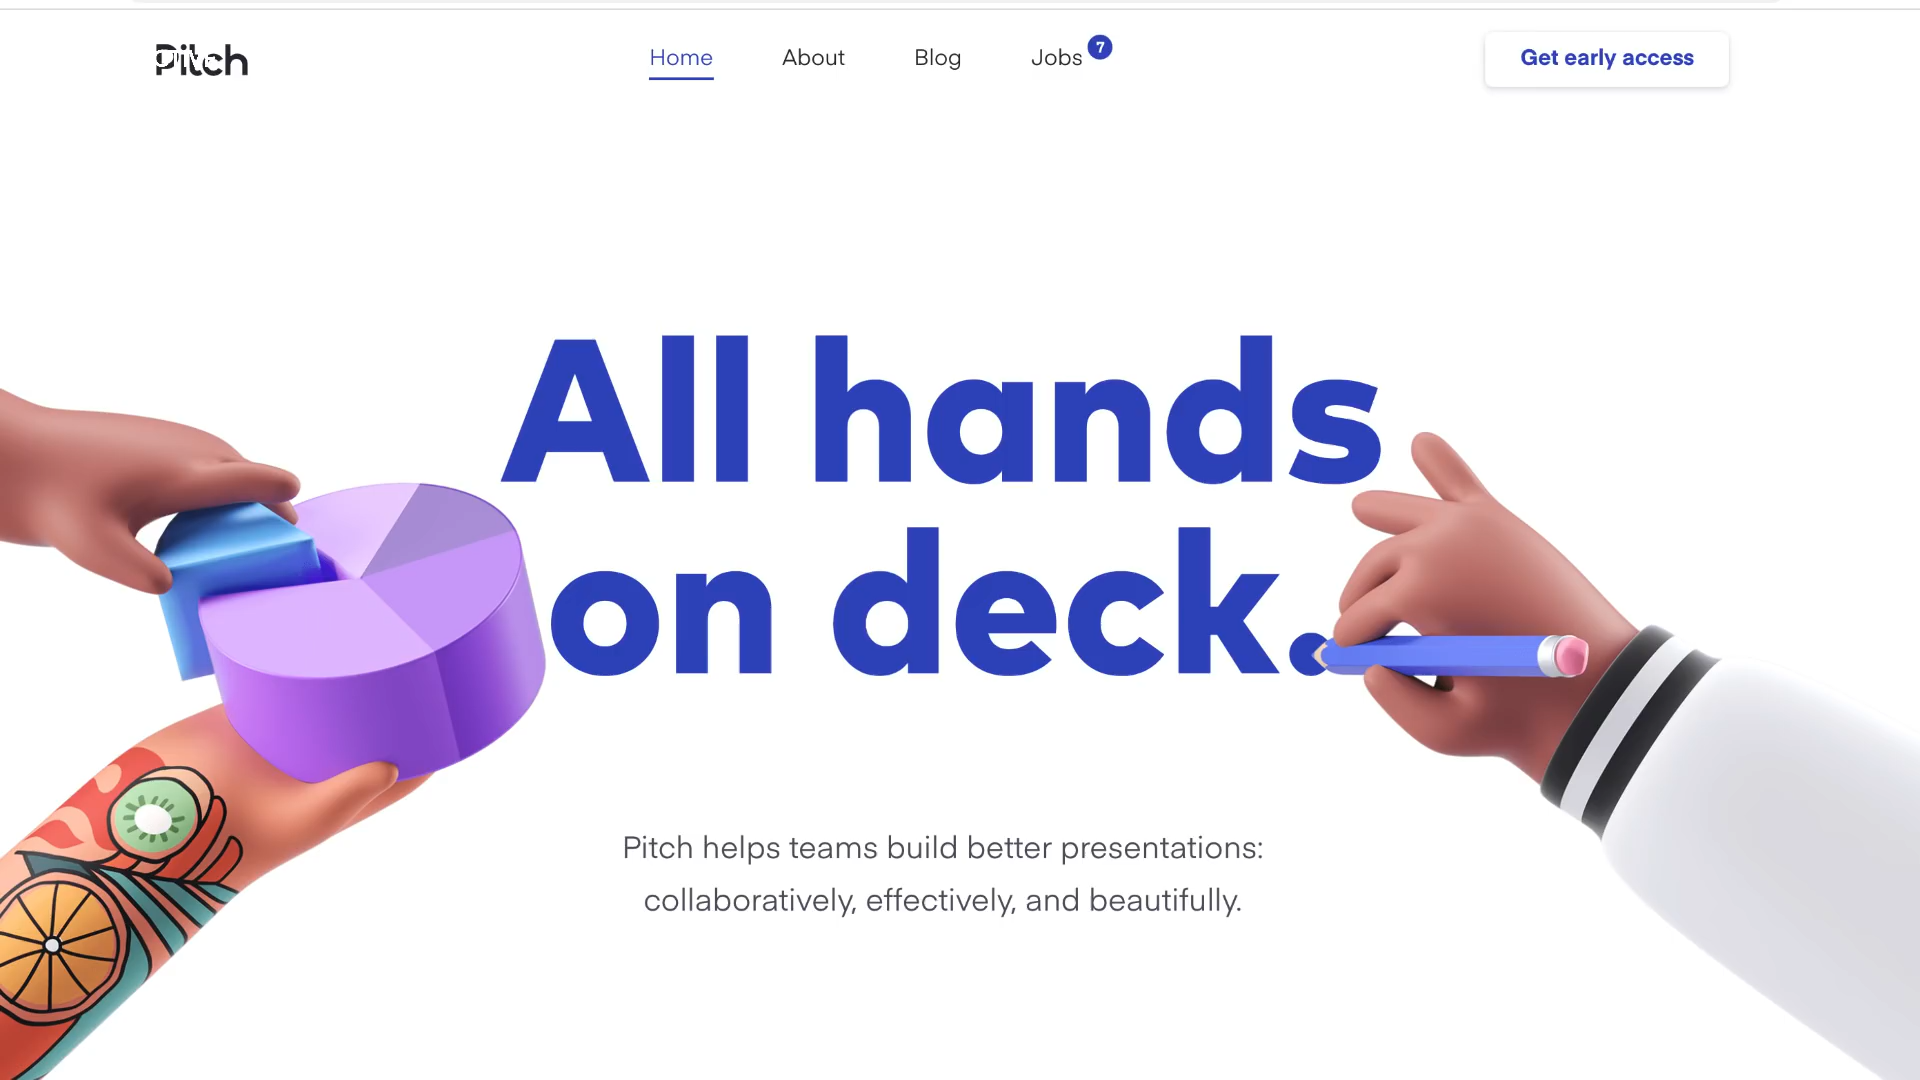 Pitch
Home
About
Blog
Jobs
7
Get early access
All hands
on deck.
Pitch helps teams build better presentations:
collaboratively, effectively, and beautifully.